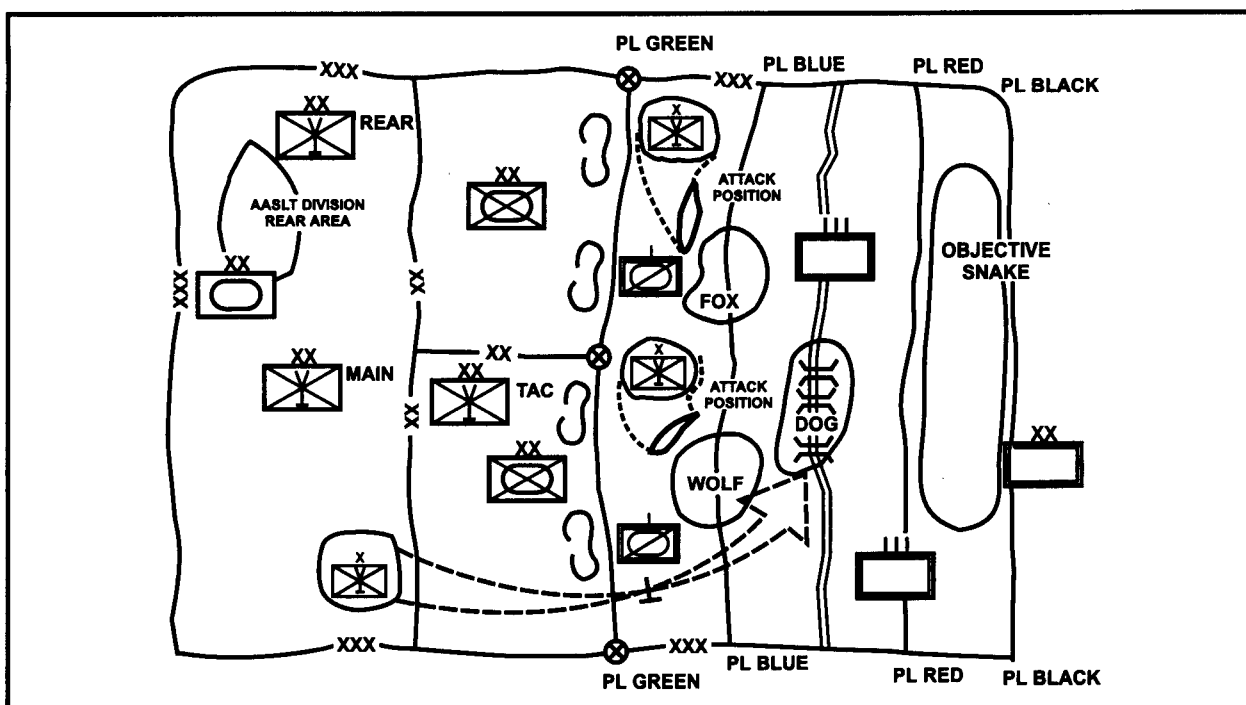 PL GREEN
PL BLUE
PL RED
PL BLACK
XXX
XXX
XX
REAR
X
ATTACK
POSITION
XX
AASLT DIVISION
REAR AREA
III
OBJECTIVE
SNAKE
XX
XXX
XX
I
FOX
XX
XX
MAIN
XX
TAC
X
ATTACK
POSITION
XX
DOG
XX
XX
WOLF
I
III
X
XXX
XXX
PL GREEN
PL BLUE
PL RED
PL BLACK